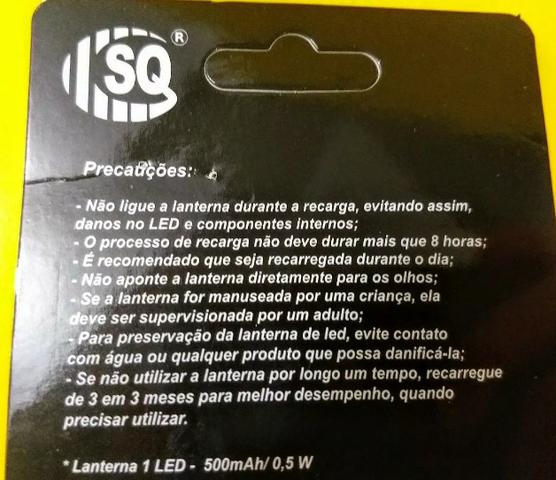 SQ®
Precauções:
- Não ligue a lanterna durante a recarga, evitando assim,
danos no LED e componentes internos;
- O processo de recarga não deve durar mais que 8 horas;
- É recomendado que seja recarregada durante o dia;
- Não aponte a lanterna diretamente para os olhos;
- Se a lanterna for manuseada por uma criança, ela
deve ser supervisionada por um adulto;
- Para preservação da lanterna de led, evite contato
com água ou qualquer produto que possa danificá-la;
- Se não utilizar a lanterna por longo um tempo, recarregue
de 3 em 3 meses para melhor desempenho, quando
precisar utilizar.
* Lanterna 1 LED - 500mAh/ 0,5 W